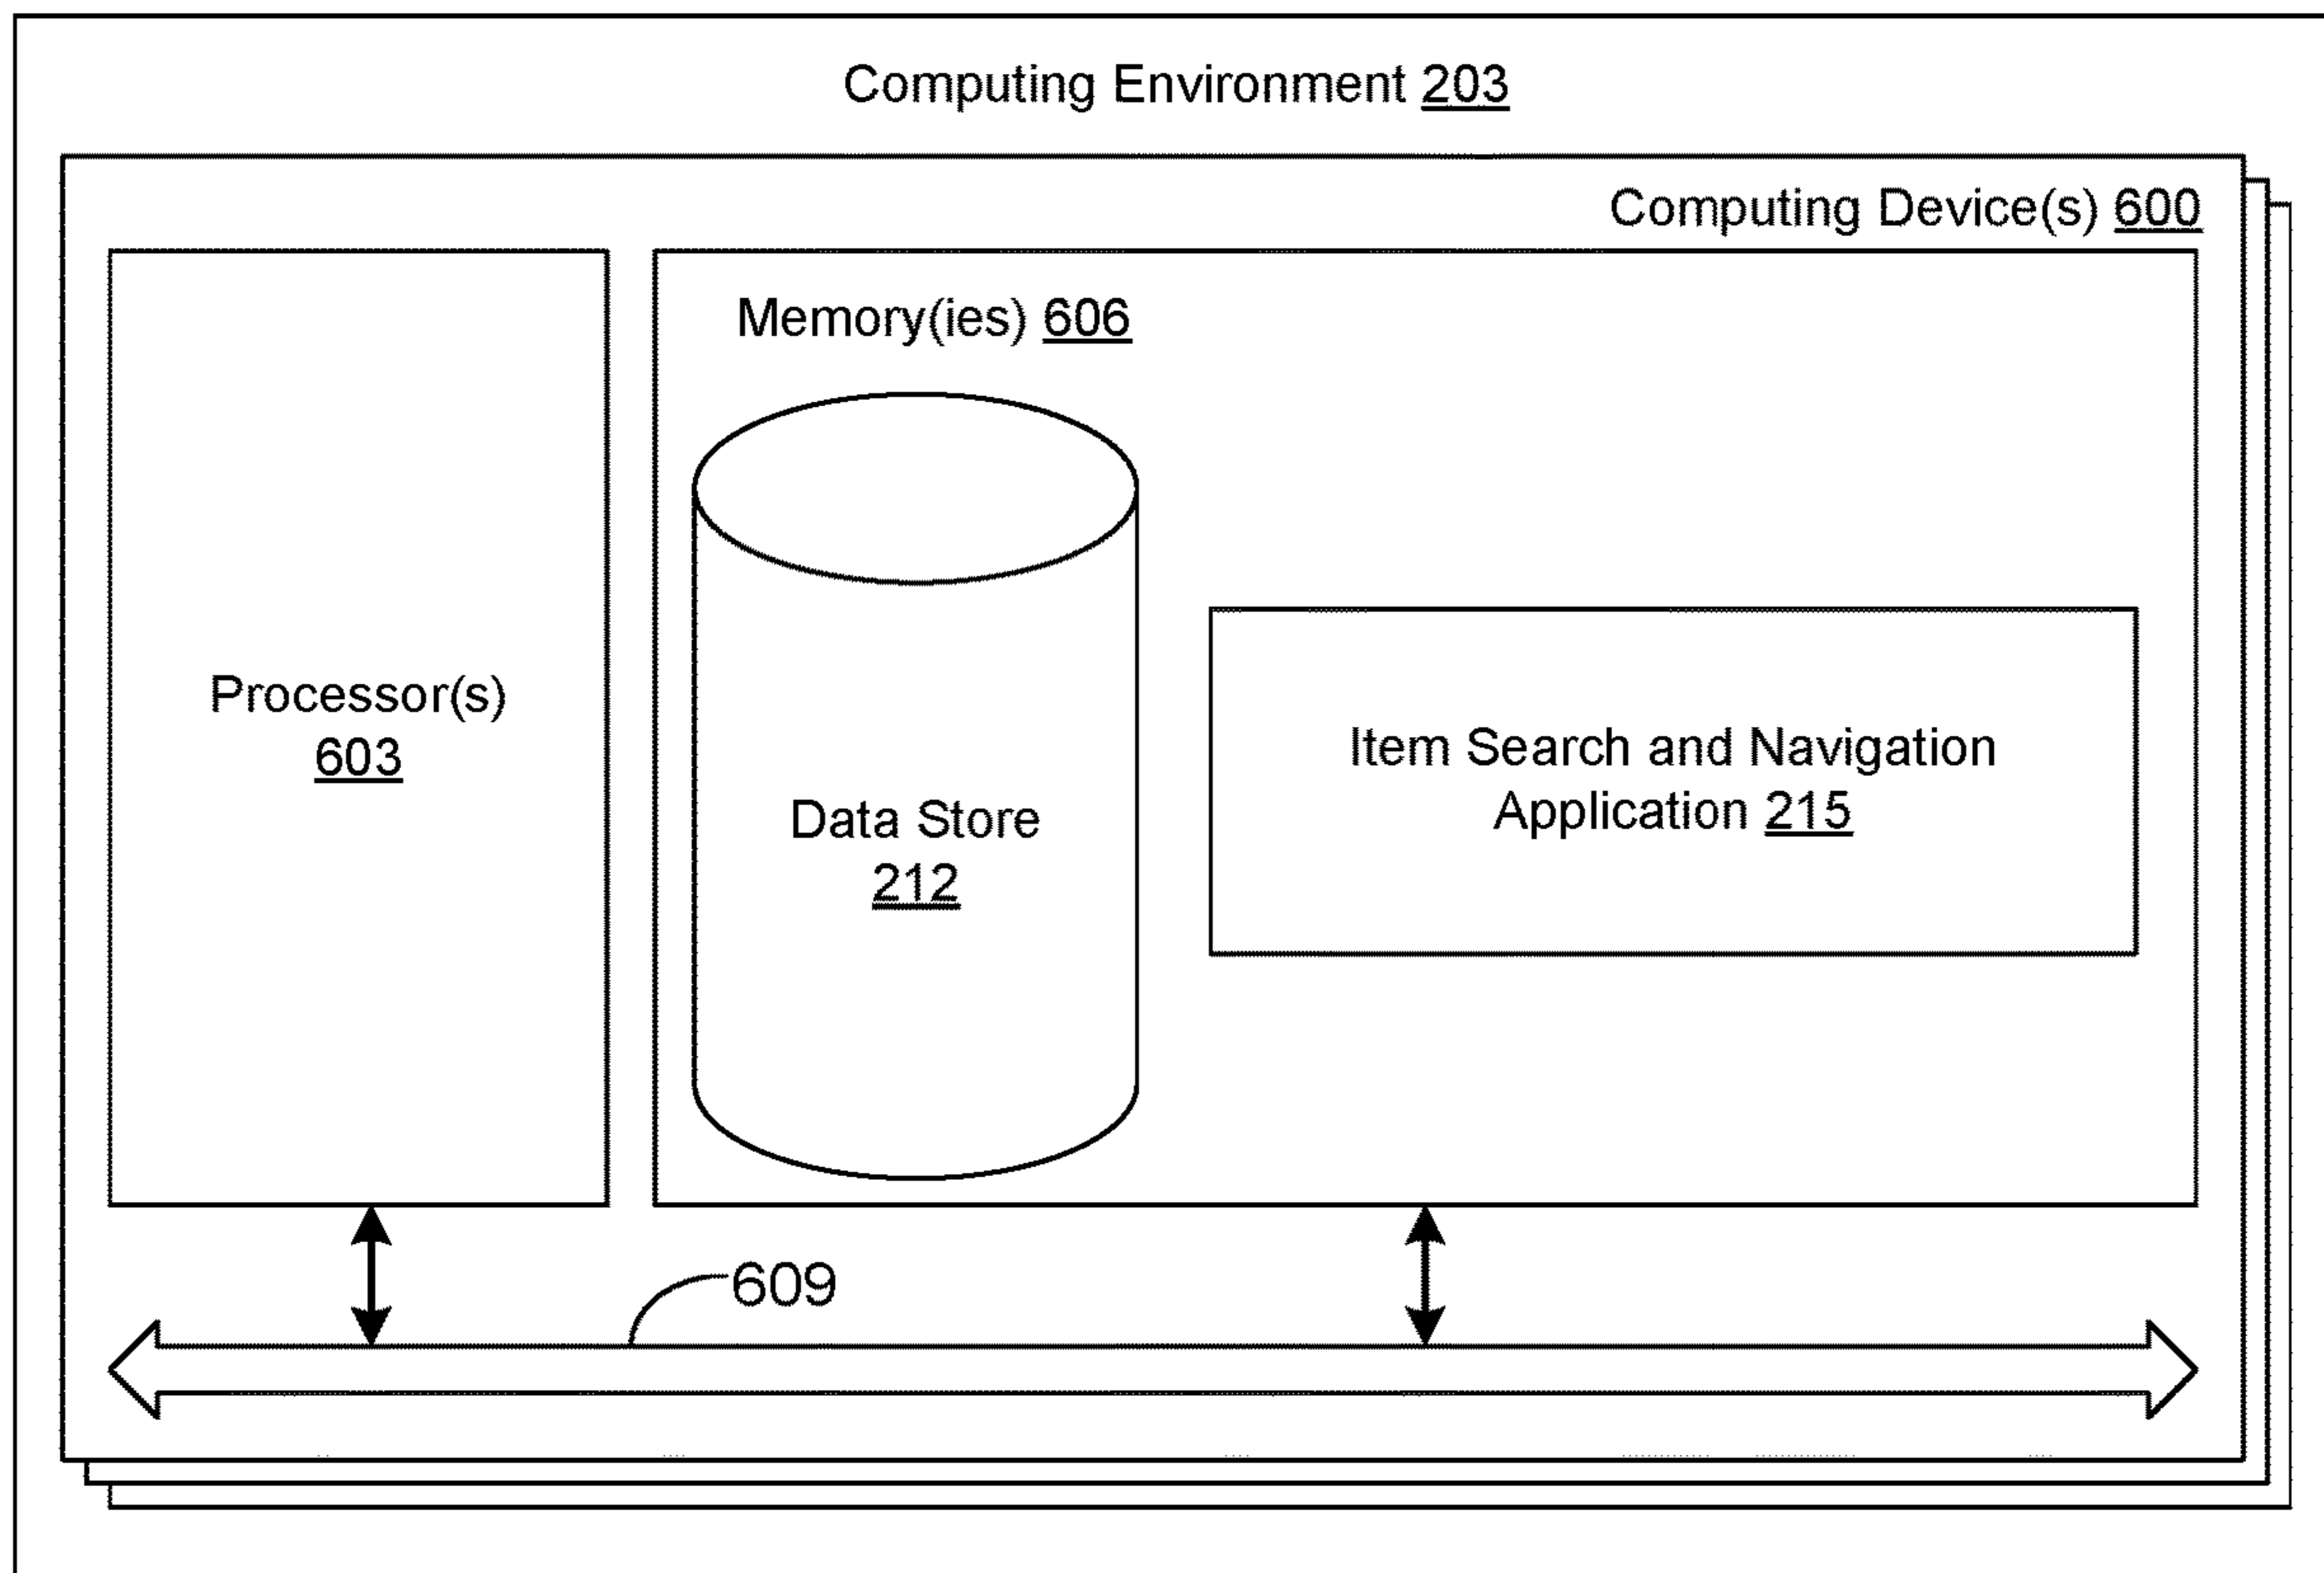 Computing Environment 203
Computing Device(s) 600
Memory(ies) 606
Processor(s)
603
Data Store
212
Item Search and Navigation
Application 215
609